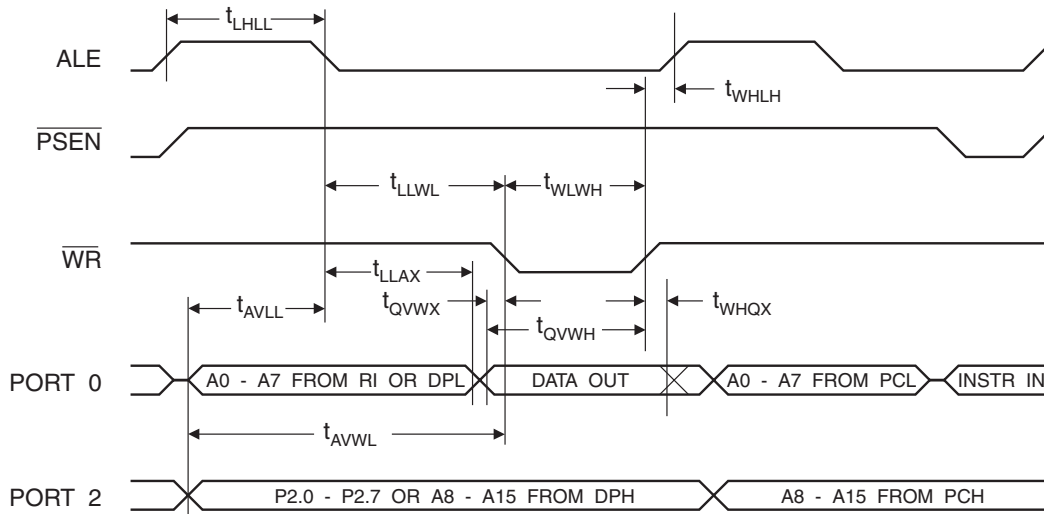 tLHLL
ALE
tWHLH
PSEN
tLLWL
tWLWH
WR
tLLAX
tAVLL
tQVWX
tWHQX
tQVWH
PORT 0
A0 - A7 FROM RI OR DPL
DATA OUT
A0 - A7 FROM PCL
INSTR IN
tAVWL
PORT 2
P2.0 - P2.7 OR A8 - A15 FROM DPH
A8 - A15 FROM PCH